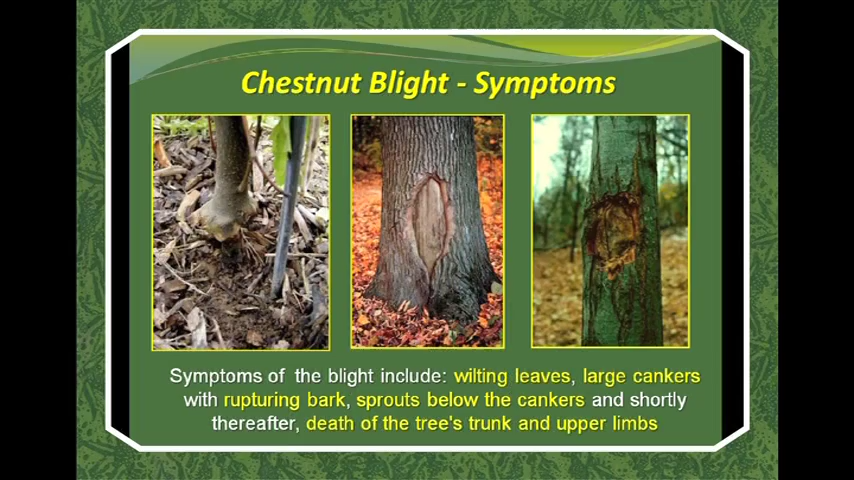 Chestnut Blight - Symptoms
Symptoms of the blight include: wilting leaves, large cankers
with rupturing bark, sprouts below the cankers and shortly
thereafter, death of the tree's trunk and upper limbs